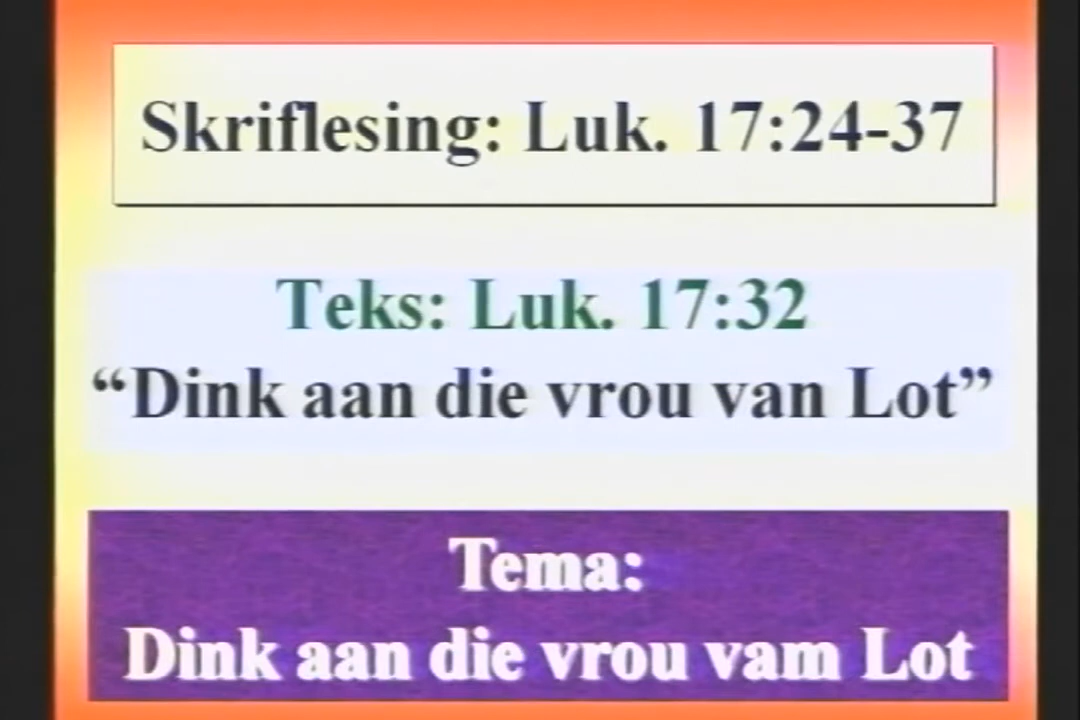 Skriflesing: Luk. 17:24-37
Teks: Luk. 17:32
“Dink aan die vrou van Lot”
Tema:
Dink aan die vrou vam Lot